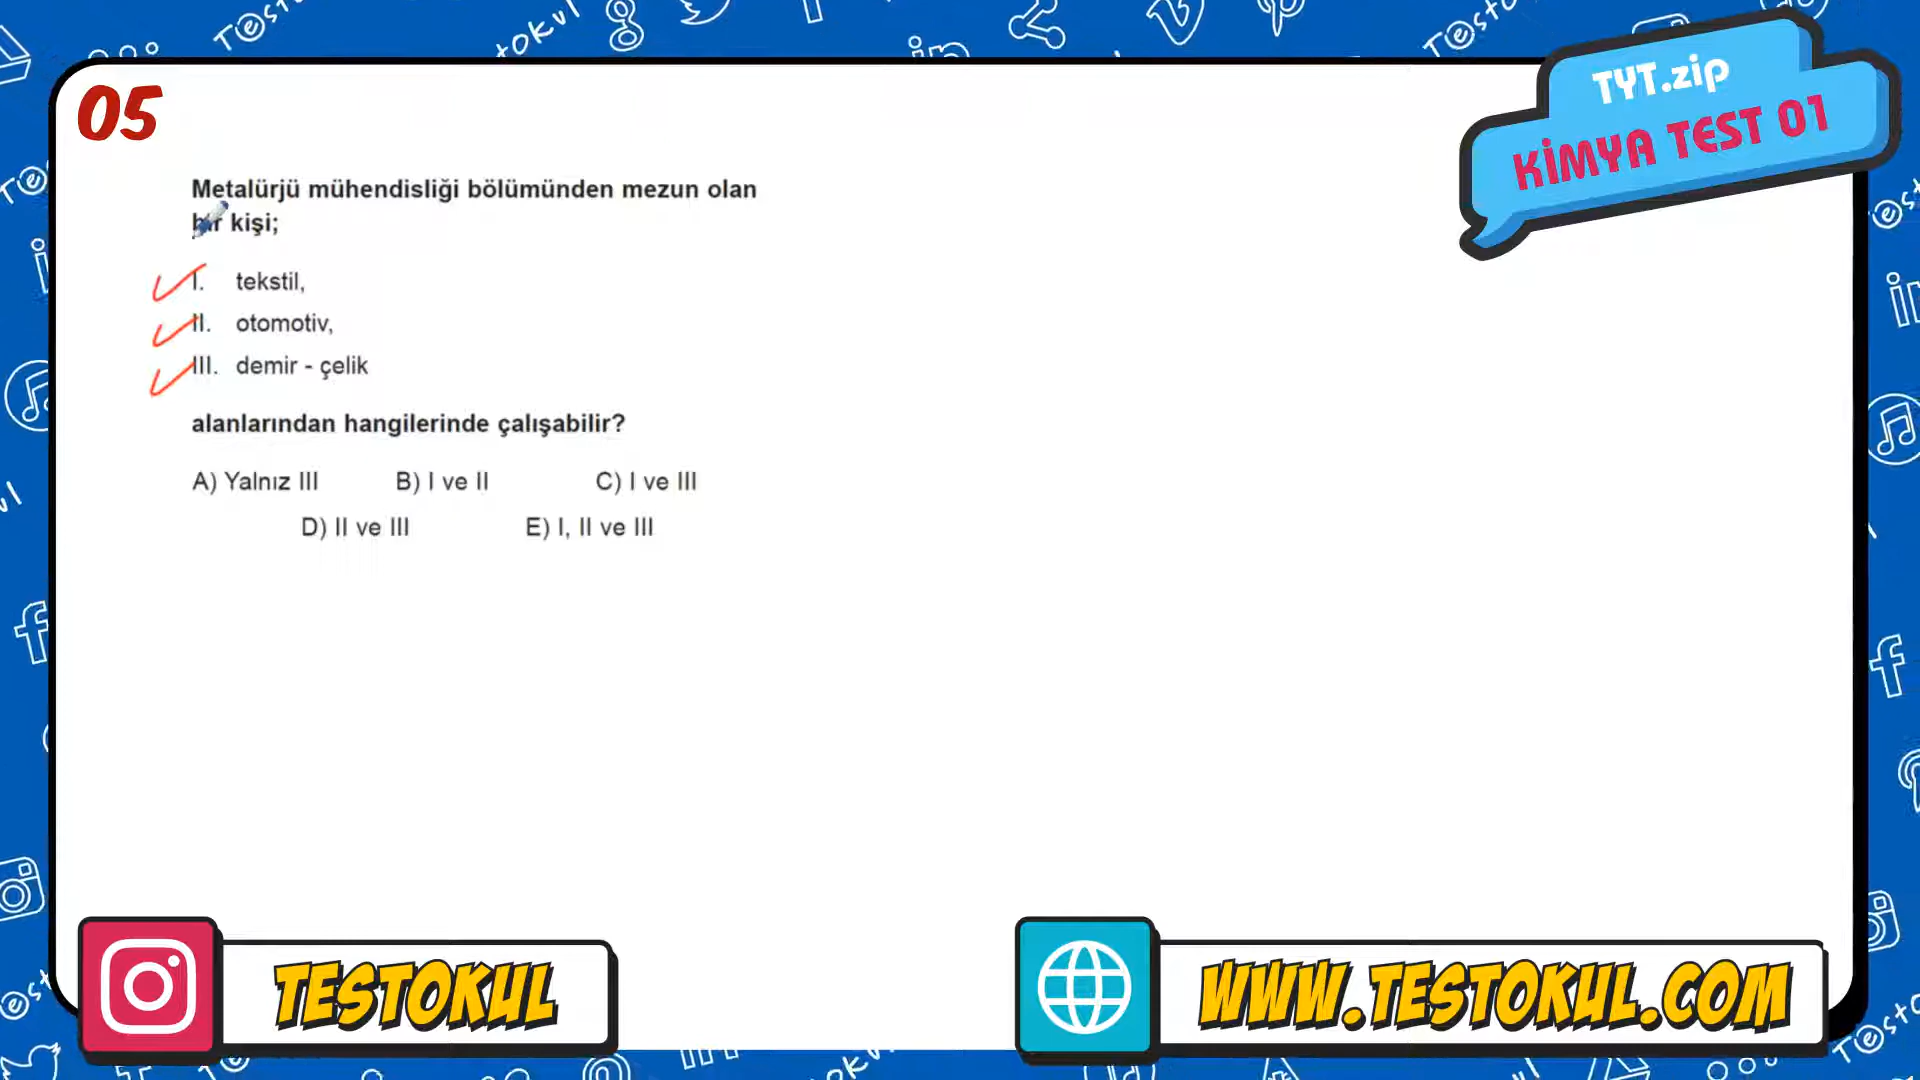 05
TYT.zip
KİMYA TEST 01
Metalürjü mühendisliği bölümünden mezun olan
bir kişi;
I. tekstil,
II. otomotiv,
III. demir - çelik
alanlarından hangilerinde çalışabilir?
A) Yalnız III B) I ve II C) I ve III
D) II ve III E) I, II ve III
TESTOKUL
WWW.TESTOKUL.COM